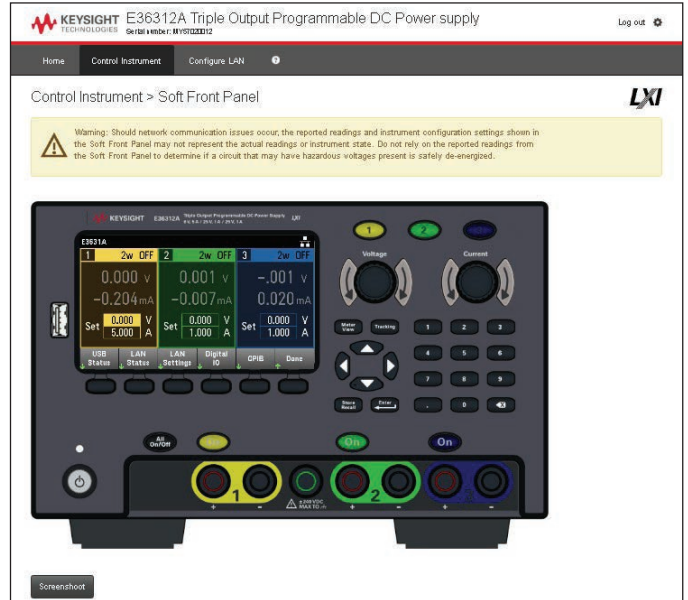 KEYSIGHT
TECHNOLOGIES
E36312A Triple Output Programmable DC Power supply
Log out
Home Control Instrument Configure LAN ?
Control Instrument > Soft Front Panel
LXI
Warning: Should network communication issues occur, the reported readings and instrument configuration settings shown in
the Soft Front Panel may not represent the actual readings or instrument state. Do not rely on the reported readings from
the Soft Front Panel to determine if a circuit that may have hazardous voltages present is safely de-energized.
KEYSIGHT E36312A Triple Output Programmable DC Power Supply LXI
1 2
E3631A
1 2w OFF 2 2w OFF 3 2w OFF
Voltage Current
0.000 V 0.001 V -.001 V
-0.204 mA -0.007 mA 0.020 mA
Set 0.000 V Set 0.000 V Set 0.000 V
5.000 A 1.000 A 1.000 A
Meter View Tracking 1 2 3
USB Status LAN Status LAN Settings Digital IO GPIB Done
4 5 6
7 8 9
Store Recall Enter . 0
All On/Off On On
1 2
+ - + - + -
Screenshoot